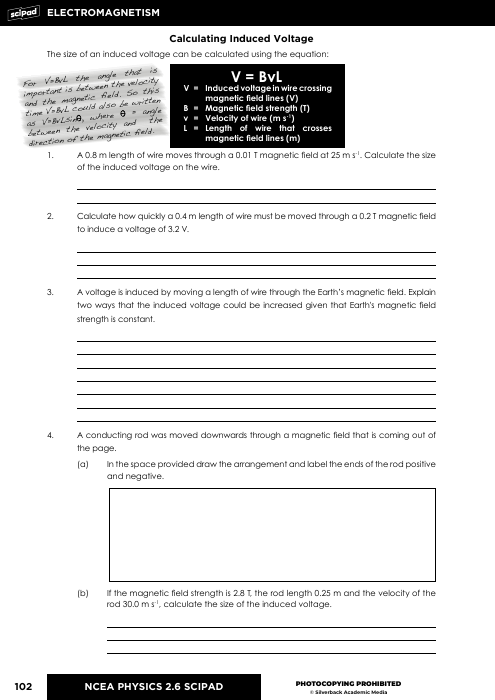 scipad ELECTROMAGNETISM
Calculating Induced Voltage
The size of an induced voltage can be calculated using the equation:
For V=BvL the angle that is
important is between the velocity
and the magnetic field. So this
time V=BvL could also be written
as V=BvLsinθ, where θ = angle
between the velocity and the
direction of the magnetic field.
V = BvL
V = Induced voltage in wire crossing
magnetic field lines (V)
B = Magnetic field strength (T)
v = Velocity of wire (m s⁻¹)
L = Length of wire that crosses
magnetic field lines (m)
1. A 0.8 m length of wire moves through a 0.01 T magnetic field at 25 m s⁻¹. Calculate the size
of the induced voltage on the wire.
2. Calculate how quickly a 0.4 m length of wire must be moved through a 0.2 T magnetic field
to induce a voltage of 3.2 V.
3. A voltage is induced by moving a length of wire through the Earth's magnetic field. Explain
two ways that the induced voltage could be increased given that Earth's magnetic field
strength is constant.
4. A conducting rod was moved downwards through a magnetic field that is coming out of
the page.
(a) In the space provided draw the arrangement and label the ends of the rod positive
and negative.
(b) If the magnetic field strength is 2.8 T, the rod length 0.25 m and the velocity of the
rod 30.0 m s⁻¹, calculate the size of the induced voltage.
102 NCEA PHYSICS 2.6 SCIPAD
PHOTOCOPYING PROHIBITED
© Silverback Academic Media